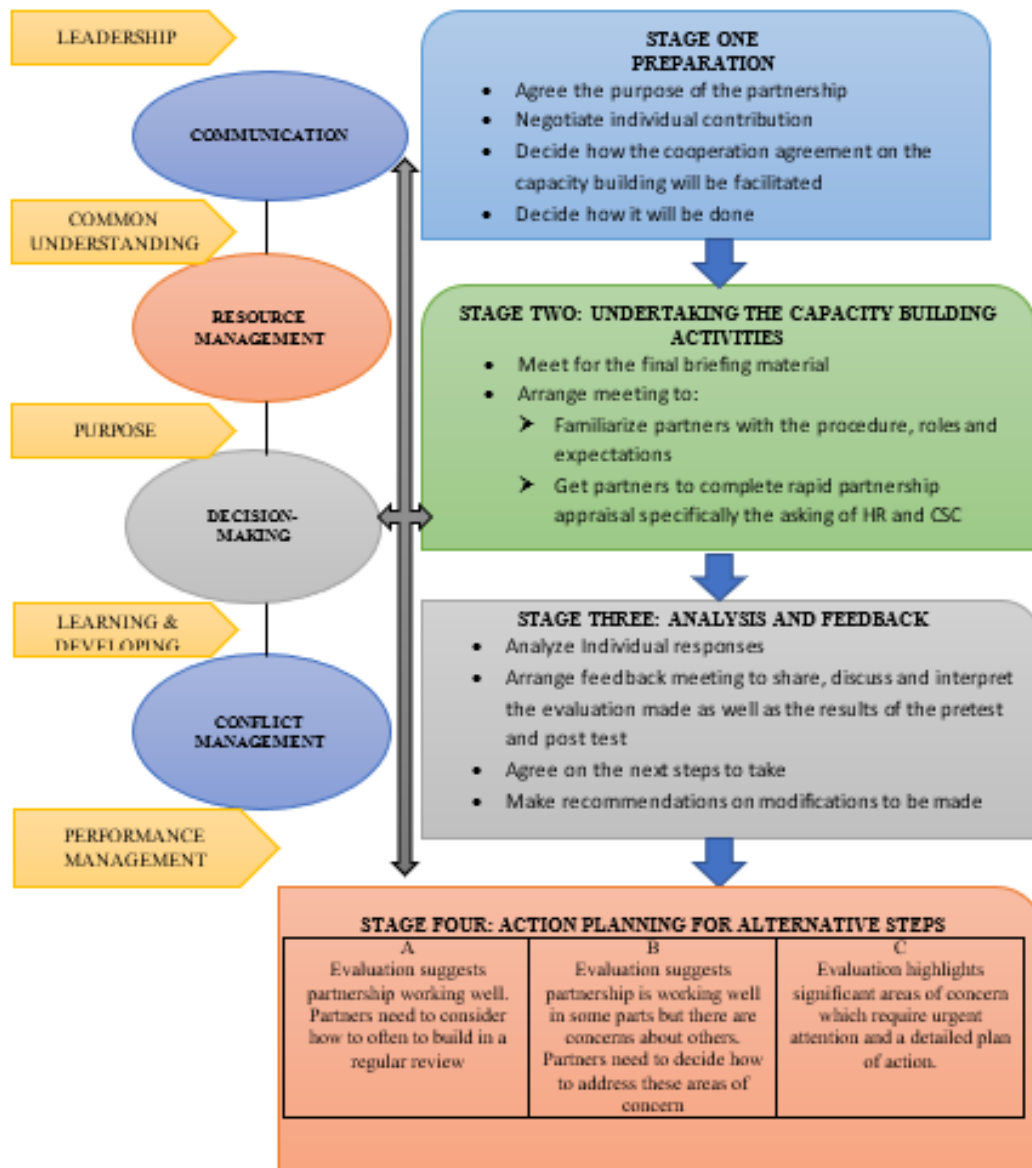 LEADERSHIP
COMMUNICATION
COMMON
UNDERSTANDING
RESOURCE
MANAGEMENT
PURPOSE
DECISION-
MAKING
LEARNING &
DEVELOPING
CONFLICT
MANAGEMENT
PERFORMANCE
MANAGEMENT
STAGE ONE
PREPARATION
• Agree the purpose of the partnership
• Negotiate individual contribution
• Decide how the cooperation agreement on the
capacity building will be facilitated
• Decide how it will be done
STAGE TWO: UNDERTAKING THE CAPACITY BUILDING
ACTIVITIES
• Meet for the final briefing material
• Arrange meeting to:
➤ Familiarize partners with the procedure, roles and
expectations
➤ Get partners to complete rapid partnership
appraisal specifically the asking of HR and CSC
STAGE THREE: ANALYSIS AND FEEDBACK
• Analyze Individual responses
• Arrange feedback meeting to share, discuss and interpret
the evaluation made as well as the results of the pretest
and post test
• Agree on the next steps to take
• Make recommendations on modifications to be made
STAGE FOUR: ACTION PLANNING FOR ALTERNATIVE STEPS
A
Evaluation suggests
partnership working well.
Partners need to consider
how to often to build in a
regular review
B
Evaluation suggests
partnership is working well
in some parts but there are
concerns about others.
Partners need to decide how
to address these areas of
concern
C
Evaluation highlights
significant areas of concern
which require urgent
attention and a detailed plan
of action.